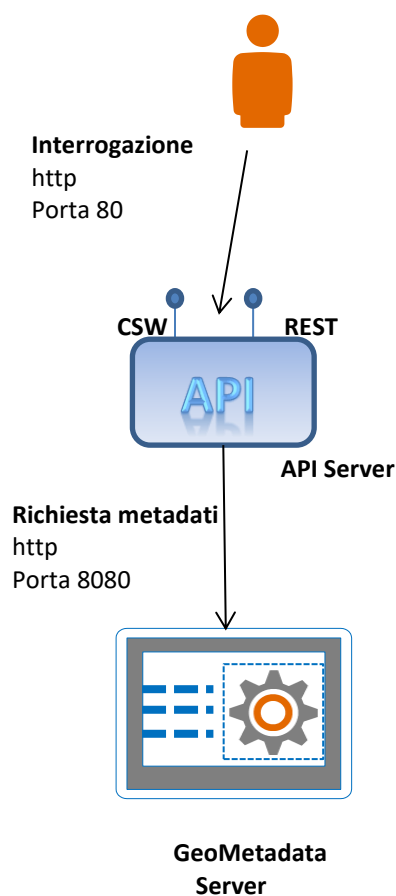 Interrogazione
http
Porta 80
CSW
REST
API
API Server
Richiesta metadati
http
Porta 8080
GeoMetadata
Server